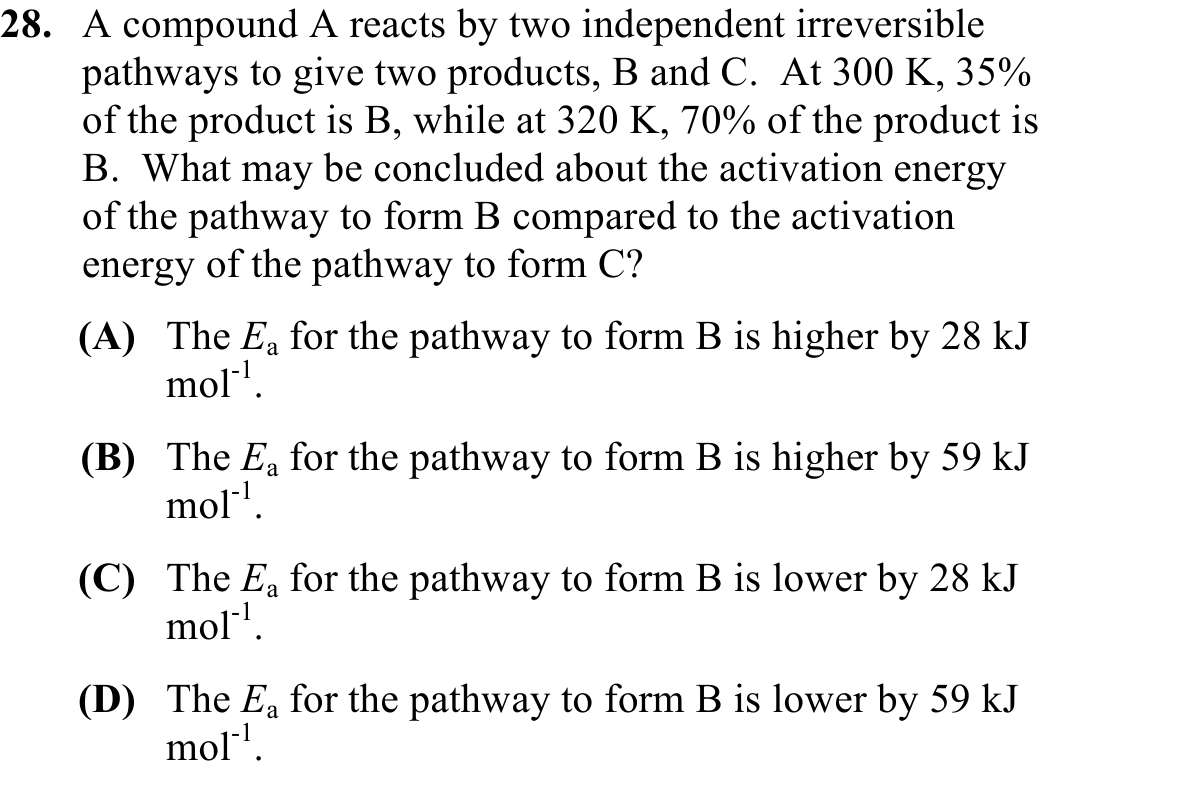 28. A compound A reacts by two independent irreversible
pathways to give two products, B and C. At 300 K, 35%
of the product is B, while at 320 K, 70% of the product is
B. What may be concluded about the activation energy
of the pathway to form B compared to the activation
energy of the pathway to form C?
(A) The Eₐ for the pathway to form B is higher by 28 kJ
mol⁻¹.
(B) The Eₐ for the pathway to form B is higher by 59 kJ
mol⁻¹.
(C) The Eₐ for the pathway to form B is lower by 28 kJ
mol⁻¹.
(D) The Eₐ for the pathway to form B is lower by 59 kJ
mol⁻¹.